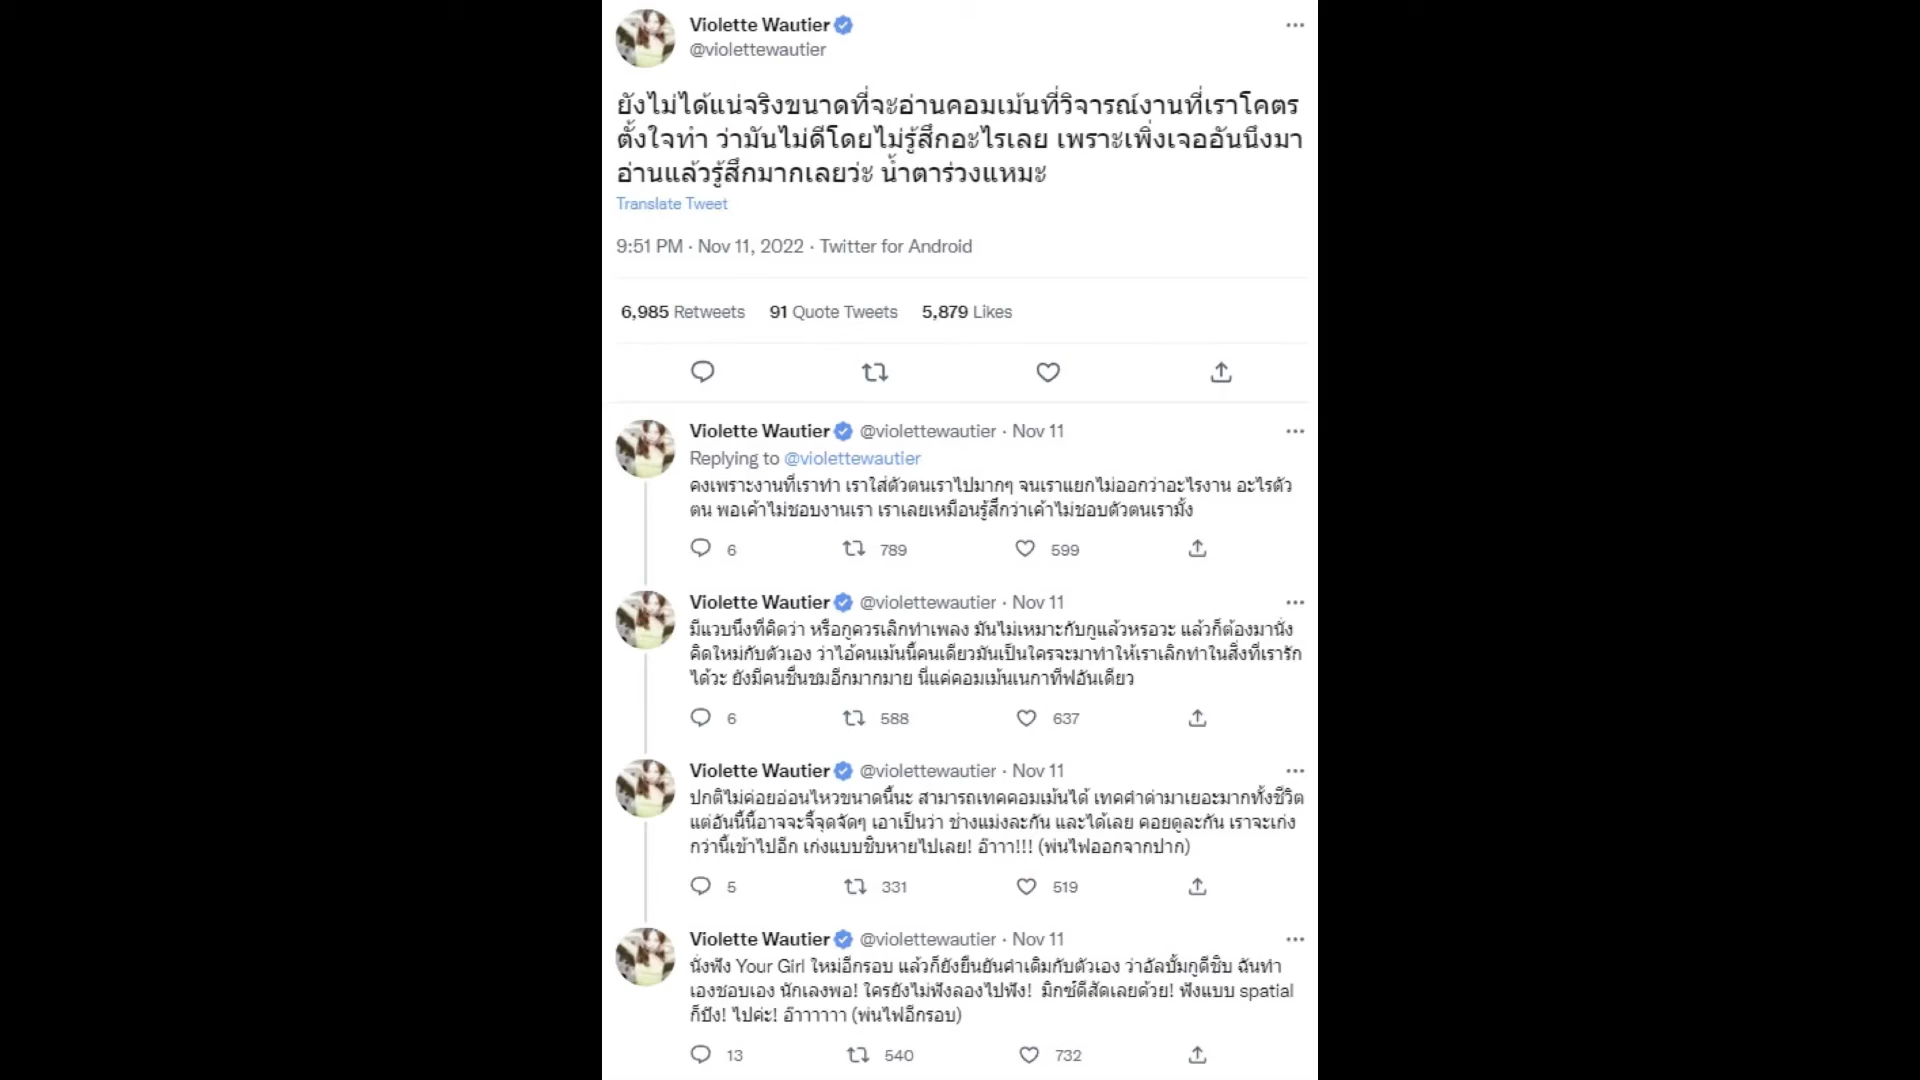 Violette Wautier
@violettewautier
ยังไม่ได้แน่จริงขนาดที่จะอ่านคอมเม้นที่วิจารณ์งานที่เราโคตร
ตั้งใจทำ ว่ามันไม่ดีโดยไม่รู้สึกอะไรเลย เพราะเพิ่งเจออันนึงมา
อ่านแล้วรู้สึกมากเลยว่ะ น้ำตาร่วงแหมะ
Translate Tweet
9:51 PM · Nov 11, 2022 · Twitter for Android
6,985 Retweets 91 Quote Tweets 5,879 Likes
Violette Wautier @violettewautier · Nov 11
Replying to @violettewautier
คงเพราะงานที่เราทำ เราใส่ตัวตนเราไปมากๆ จนเราแยกไม่ออกว่าอะไรงาน อะไรตัว
ตน พอเค้าไม่ชอบงานเรา เราเลยเหมือนรู้สึกว่าเค้าไม่ชอบตัวตนเรามั้ง
6 789 599
Violette Wautier @violettewautier · Nov 11
มีแวบนึงที่คิดว่า หรือกูควรเลิกทำเพลง มันไม่เหมาะกับกูแล้วหรอวะ แล้วก็ต้องมานั่ง
คิดใหม่กับตัวเอง ว่าไอ้คนเม้นนี้คนเดียวมันเป็นใครจะมาทำให้เราเลิกทำในสิ่งที่เรารัก
ได้วะ ยังมีคนชื่นชมอีกมากมาย นี่แค่คอมเม้นเนกาทีฟอันเดียว
6 588 637
Violette Wautier @violettewautier · Nov 11
ปกติไม่ค่อยอ่อนไหวขนาดนี้นะ สามารถเทคคอมเม้นได้ เทคคำด่ามาเยอะมากทั้งชีวิต
แต่อันนี้นี้อาจจะจี้จุดจัดๆ เอาเป็นว่า ช่างแม่งละกัน และได้เลย คอยดูละกัน เราจะเก่ง
กว่านี้เข้าไปอีก เก่งแบบชิบหายไปเลย! อ๊าาา!!! (พ่นไฟออกจากปาก)
5 331 519
Violette Wautier @violettewautier · Nov 11
นั่งฟัง Your Girl ใหม่อีกรอบ แล้วก็ยังยืนยันคำเดิมกับตัวเอง ว่าอัลบั้มกูดีชิบ ฉันทำ
เองชอบเอง นักเลงพอ! ใครยังไม่ฟังลองไปฟัง! มิกซ์ดีสัดเลยด้วย! ฟังแบบ spatial
ก็ปัง! ไปค่ะ! อ๊าาาาาา (พ่นไฟอีกรอบ)
13 540 732